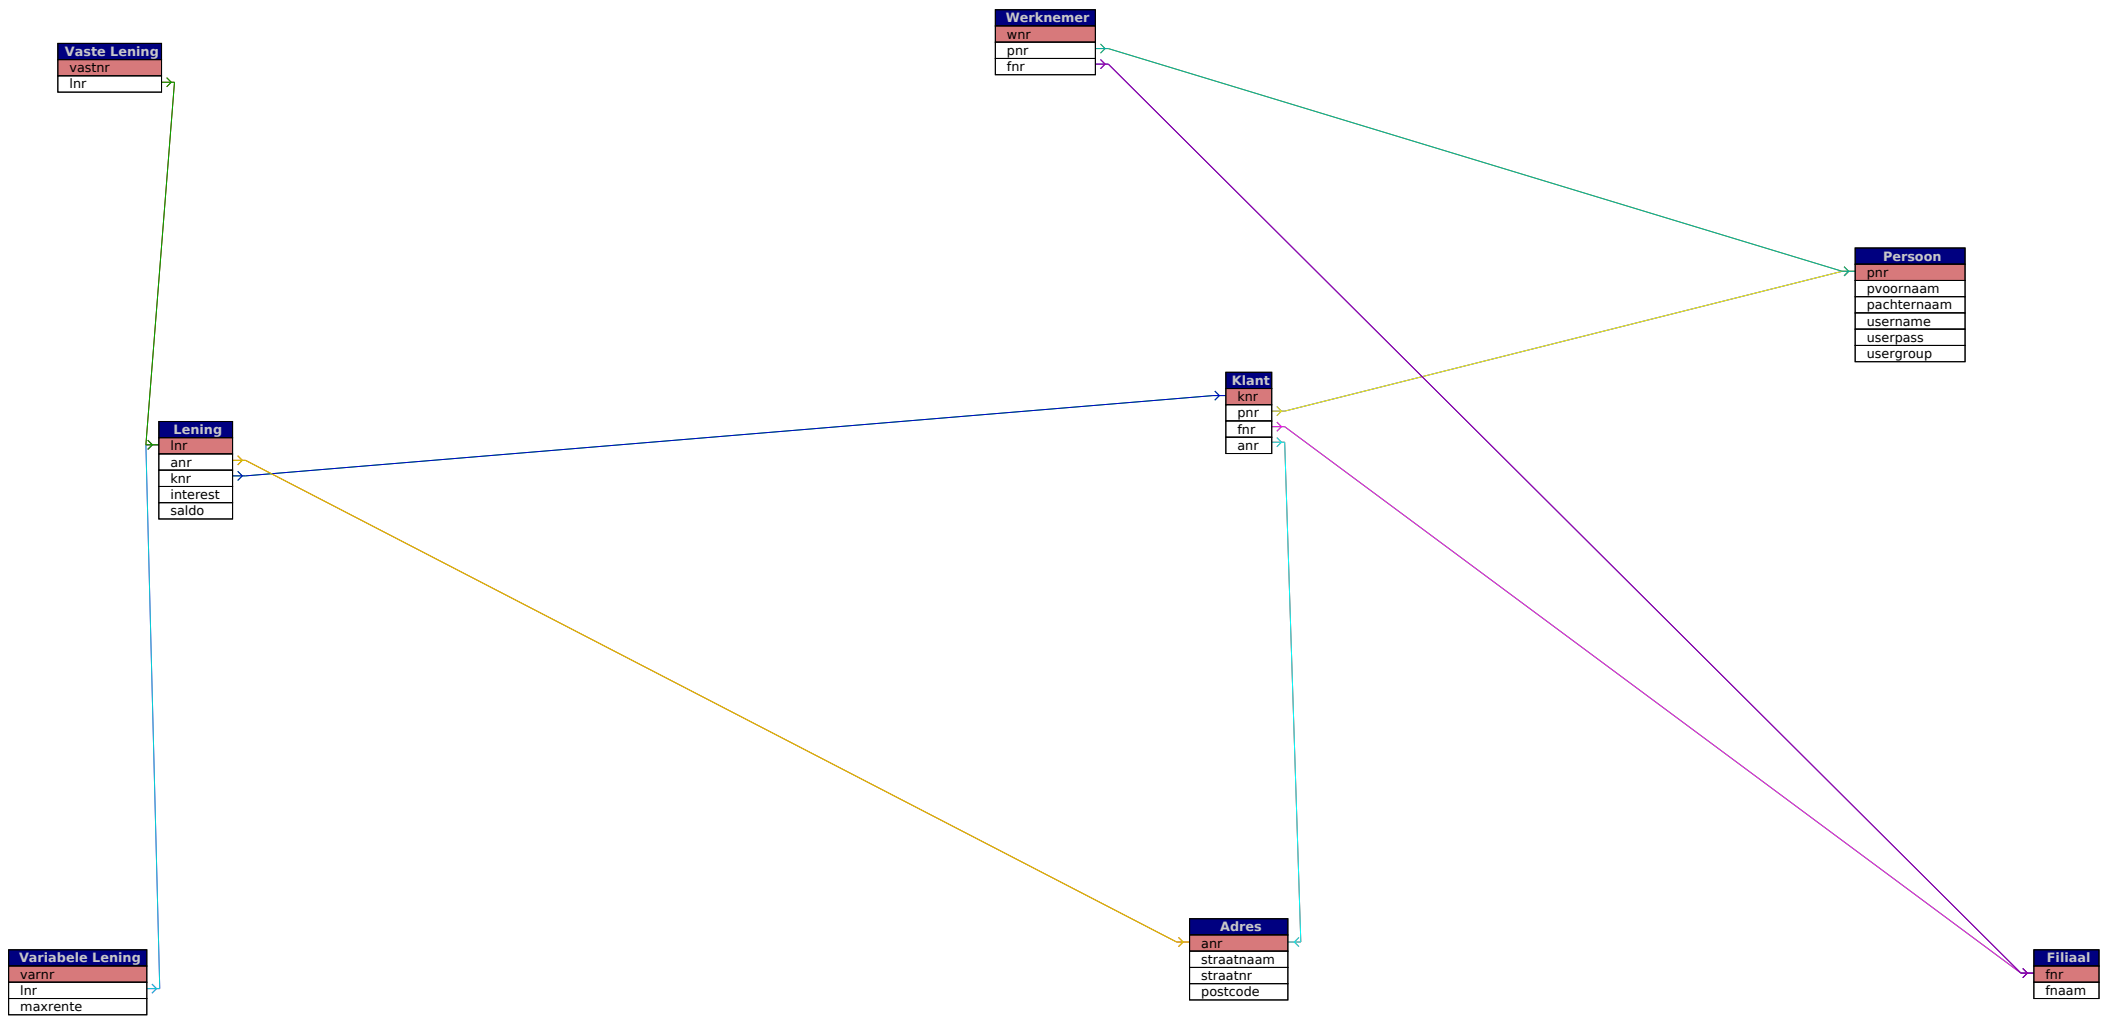 Werknemer
wnr
pnr
fnr
Vaste Lening
vastnr
lnr
Persoon
pnr
pvoornaam
pachternaam
username
userpass
usergroup
Klant
knr
pnr
fnr
anr
Lening
lnr
anr
knr
interest
saldo
Adres
anr
straatnaam
straatnr
postcode
Variabele Lening
varnr
lnr
maxrente
Filiaal
fnr
fnaam